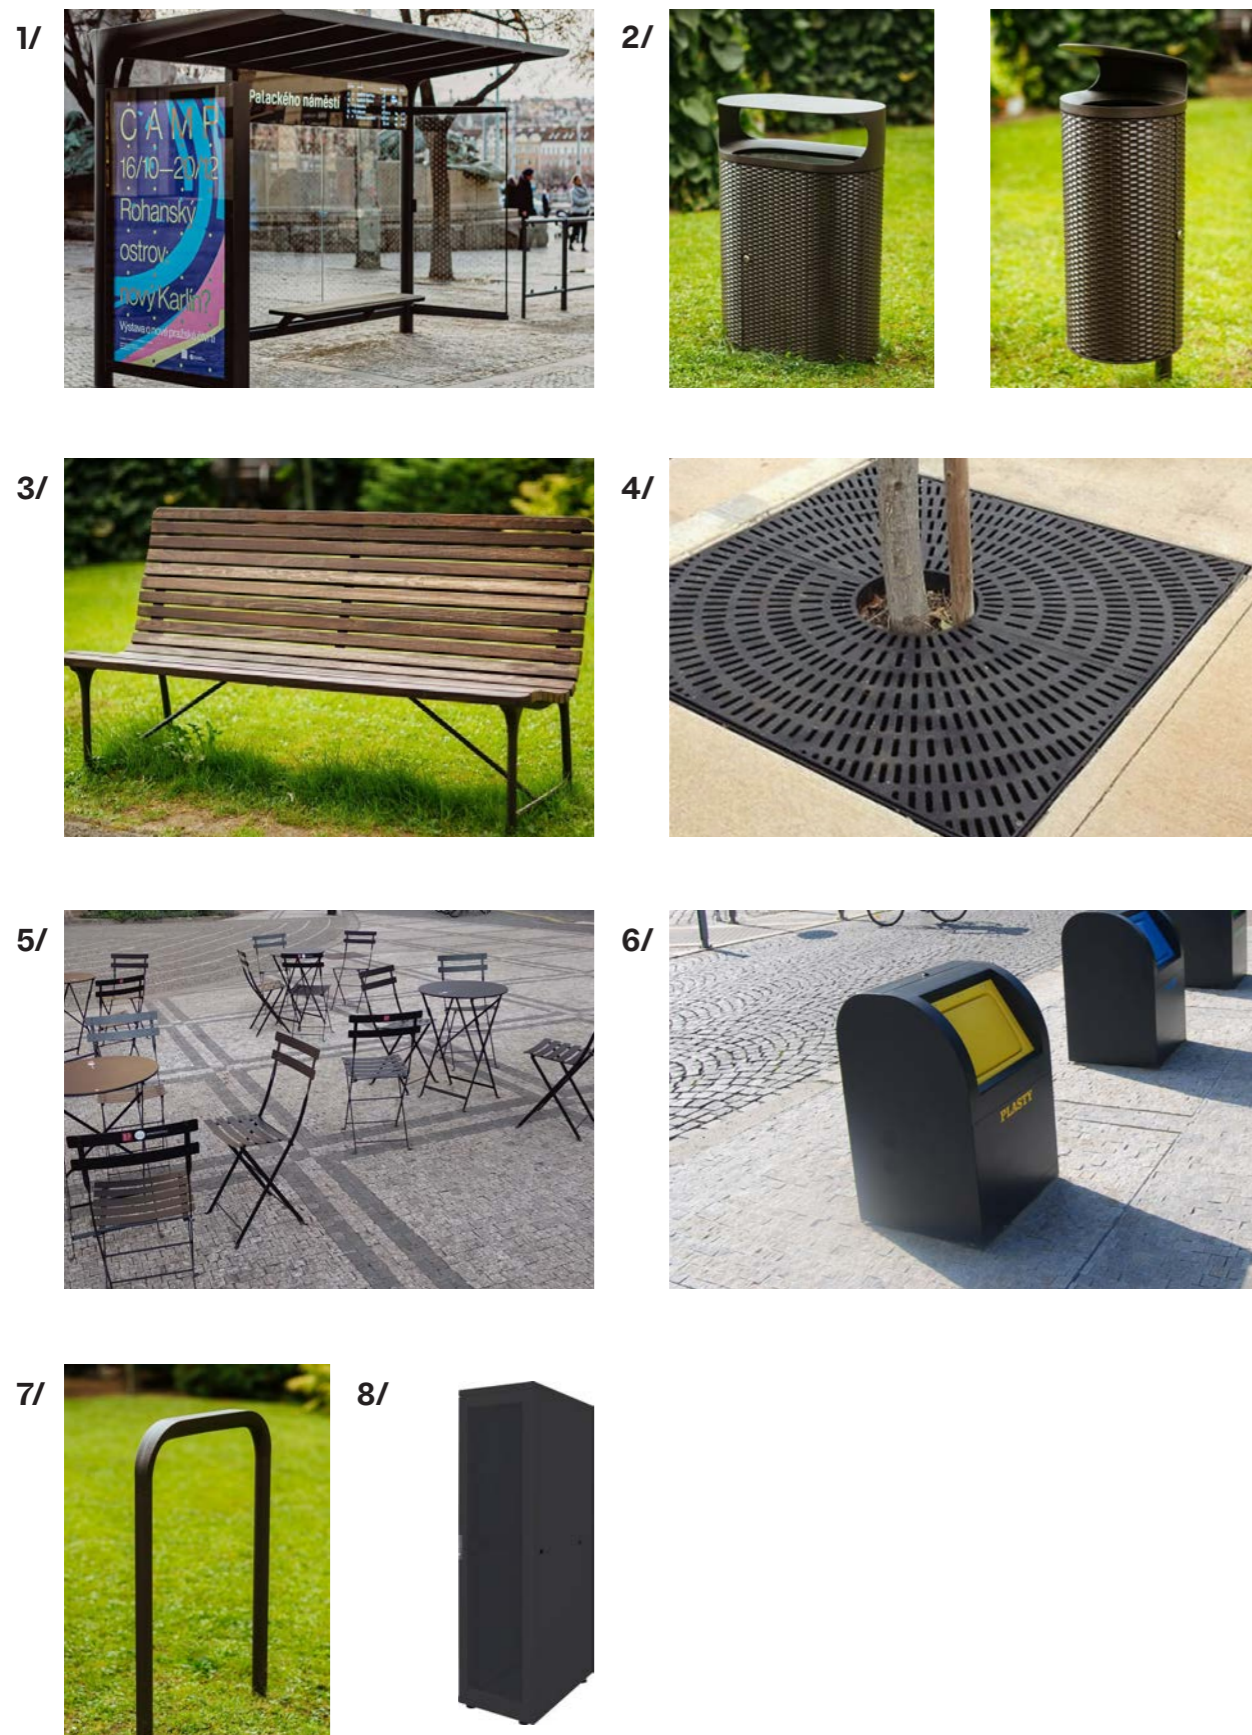 1/
Palackého náměstí
CAMP
16/10—20/12
Rohanský
ostrov:
nový Karlín?
Výstava o nové pražské čtvrti
2/
3/
4/
5/
6/
PLASTY
7/
8/